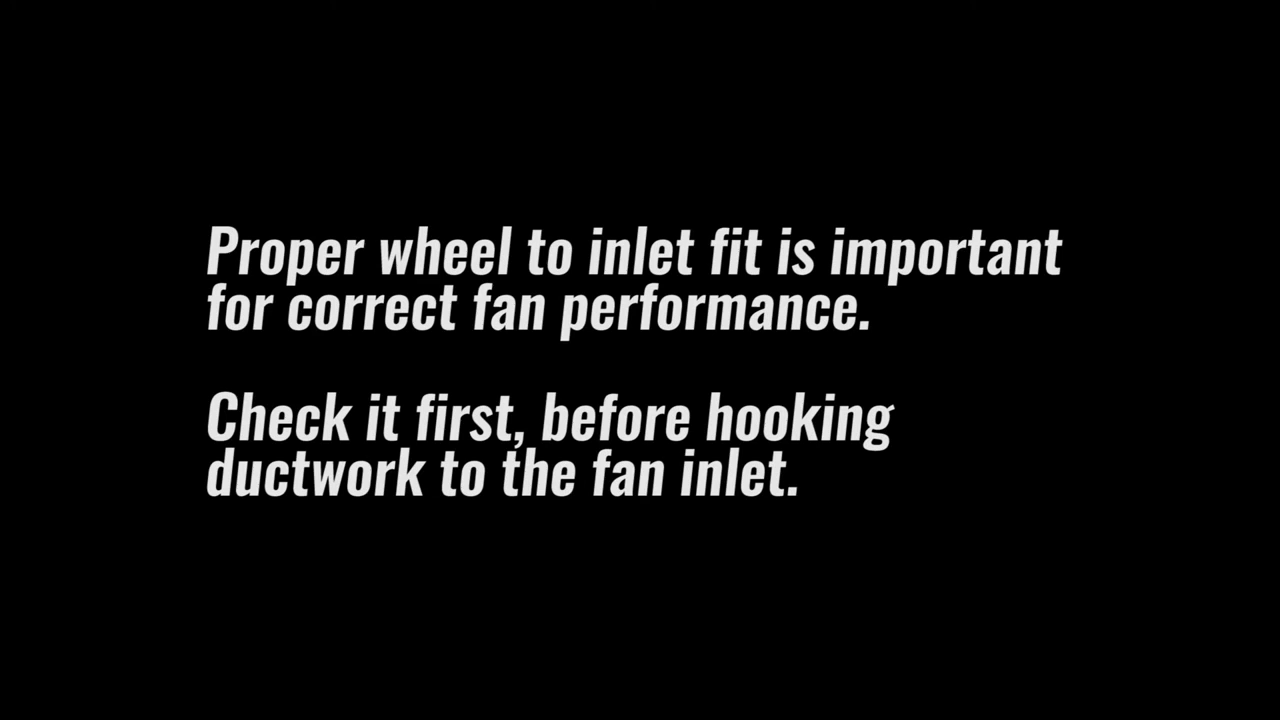 Proper wheel to inlet fit is important
for correct fan performance.
Check it first, before hooking
ductwork to the fan inlet.